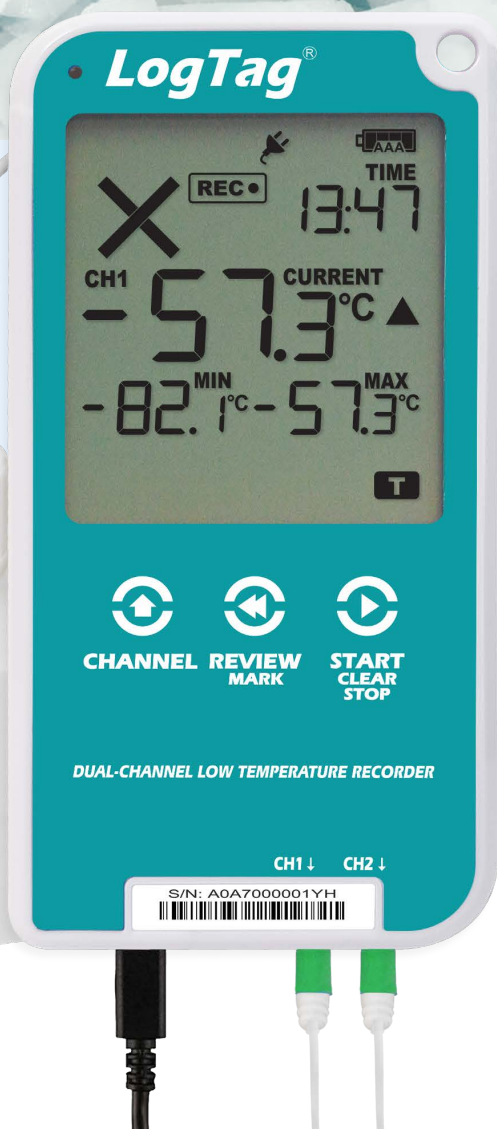 LogTag®
AAA
TIME
REC
13:47
CH1
CURRENT
-57.3°C
MIN
MAX
-82.1°C
-57.3°C
T
CHANNEL
REVIEW
MARK
START
CLEAR
STOP
DUAL-CHANNEL LOW TEMPERATURE RECORDER
CH1↓ CH2↓
S/N: A0A7000001YH